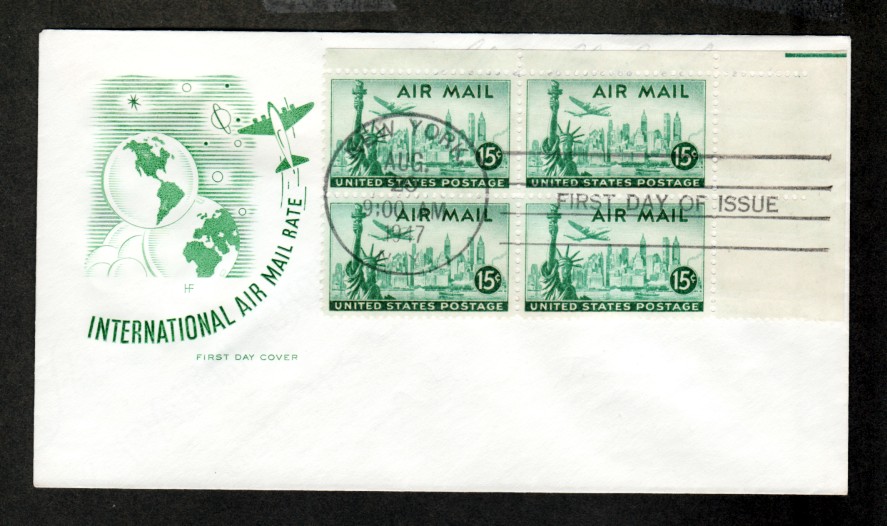 HF
INTERNATIONAL AIR MAIL RATE
FIRST DAY COVER
AIR MAIL
15¢
UNITED STATES POSTAGE
AIR MAIL
15¢
UNITED STATES POSTAGE
AIR MAIL
15¢
UNITED STATES POSTAGE
AIR MAIL
15¢
UNITED STATES POSTAGE
NEW YORK,
AUG.
9:00 AM
1947
N.Y.
FIRST DAY OF ISSUE